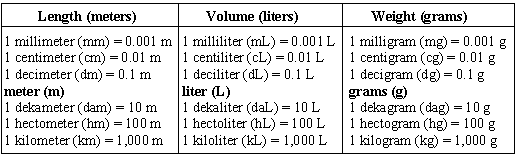 Length (meters) Volume (liters) Weight (grams)
1 millimeter (mm) = 0.001 m 1 milliliter (mL) = 0.001 L 1 milligram (mg) = 0.001 g
1 centimeter (cm) = 0.01 m 1 centiliter (cL) = 0.01 L 1 centigram (cg) = 0.01 g
1 decimeter (dm) = 0.1 m 1 deciliter (dL) = 0.1 L 1 decigram (dg) = 0.1 g
meter (m) liter (L) grams (g)
1 dekameter (dam) = 10 m 1 dekaliter (daL) = 10 L 1 dekagram (dag) = 10 g
1 hectometer (hm) = 100 m 1 hectoliter (hL) = 100 L 1 hectogram (hg) = 100 g
1 kilometer (km) = 1,000 m 1 kiloliter (kL) = 1,000 L 1 kilogram (kg) = 1,000 g